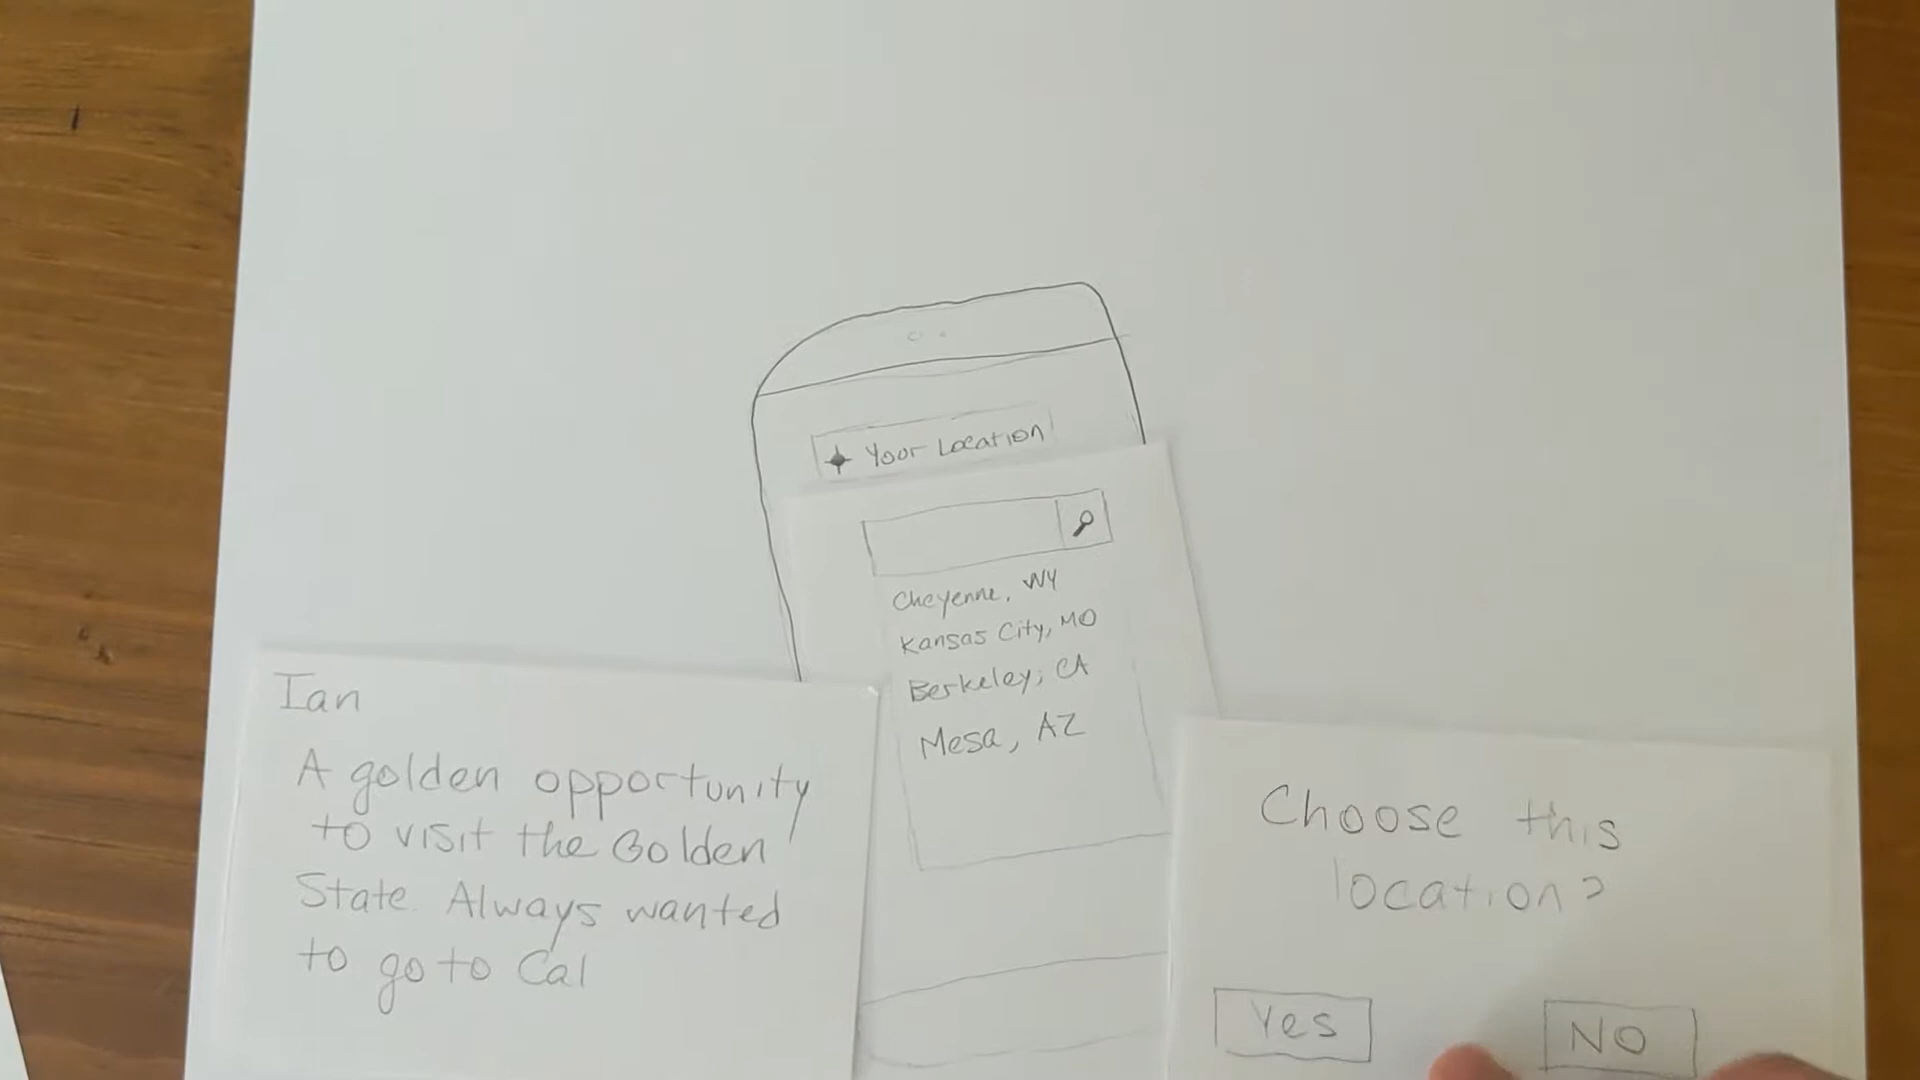 Your Location
Cheyenne, WY
Kansas City, MO
Berkeley, CA
Mesa, AZ
Ian
A golden opportunity
to visit the Golden
State. Always wanted
to go to Cal
Choose this
location?
Yes
NO